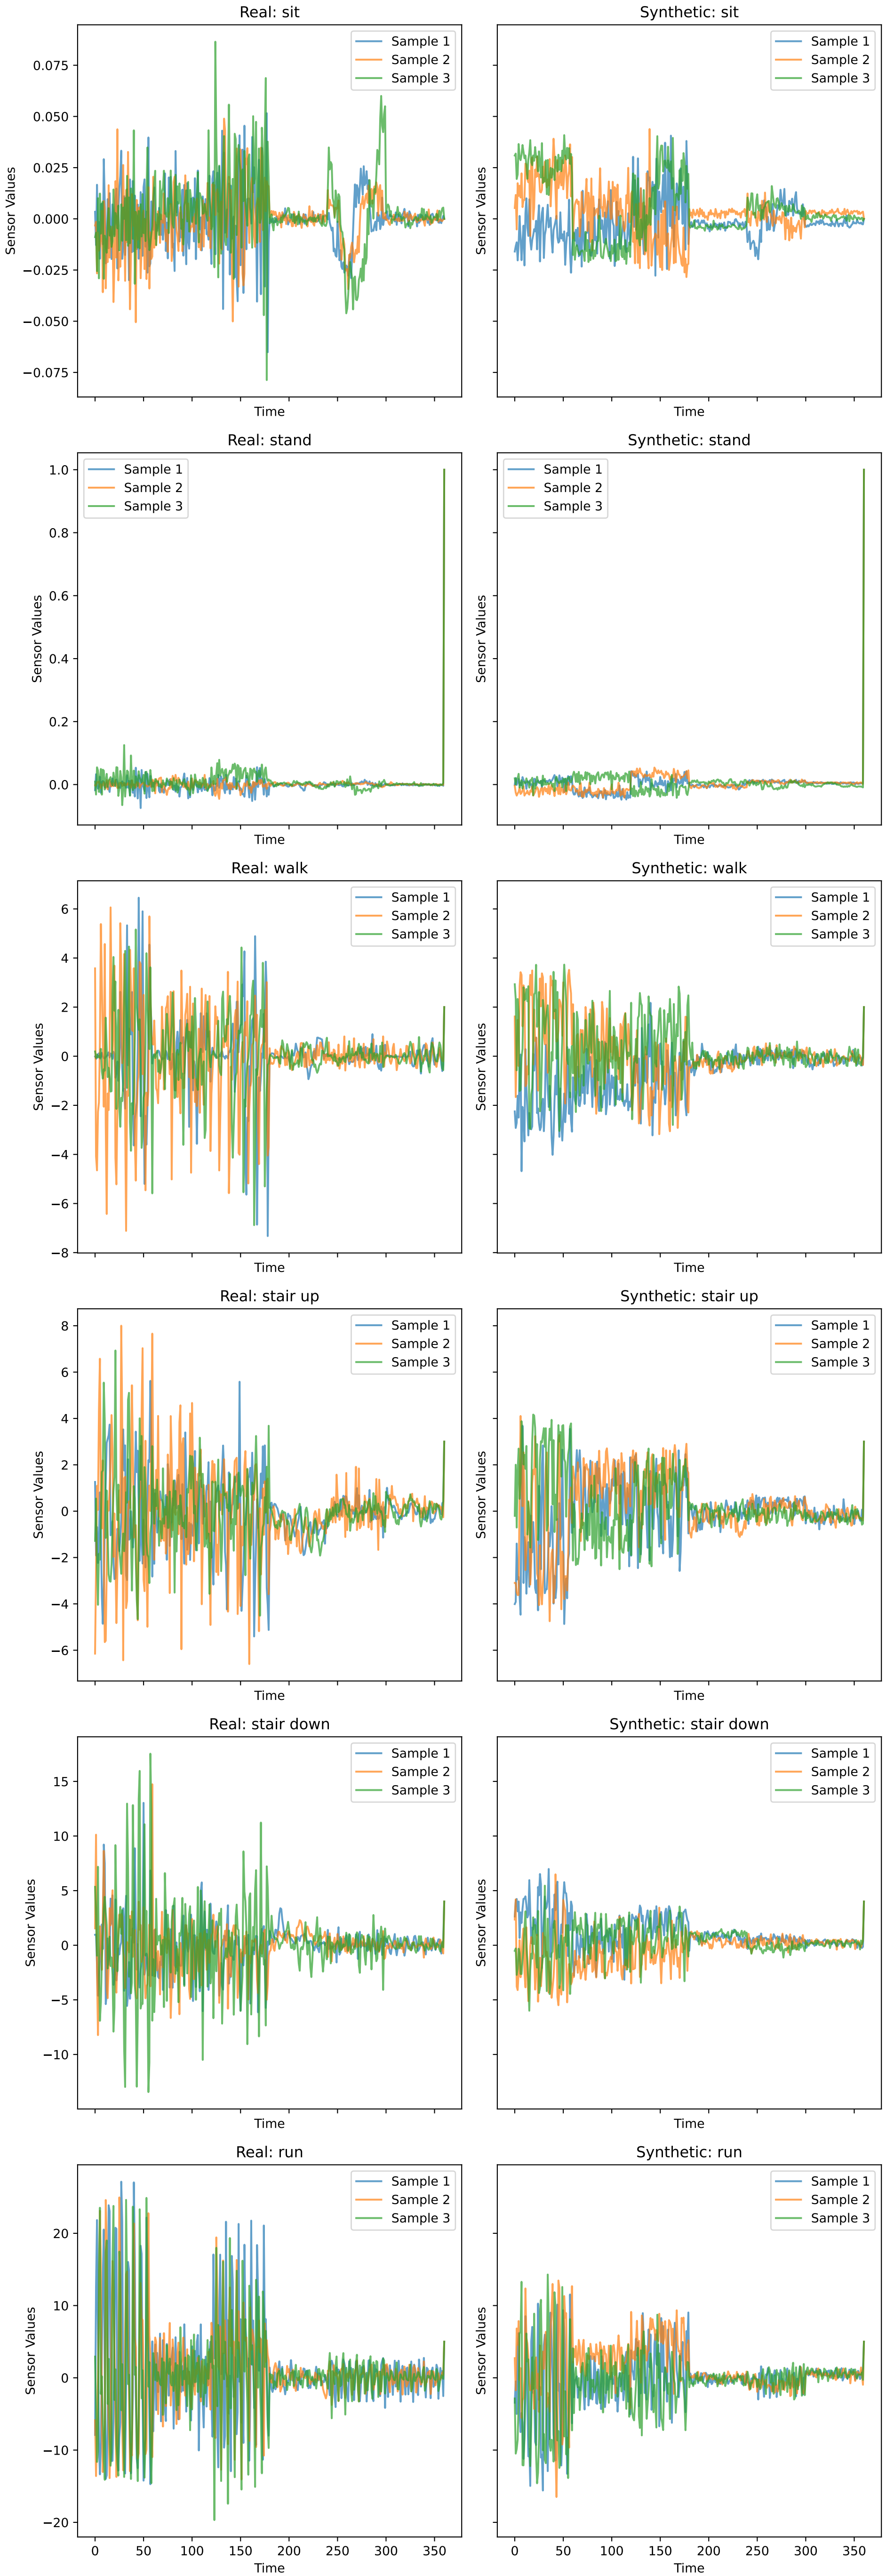 Real: sit
Synthetic: sit
Sample 1
Sample 2
Sample 3
Sample 1
Sample 2
Sample 3
0.075
0.050
0.025
0.000
−0.025
−0.050
−0.075
Sensor Values
Sensor Values
Time
Time
Real: stand
Synthetic: stand
Sample 1
Sample 2
Sample 3
Sample 1
Sample 2
Sample 3
1.0
0.8
0.6
0.4
0.2
0.0
Sensor Values
Sensor Values
Time
Time
Real: walk
Synthetic: walk
Sample 1
Sample 2
Sample 3
Sample 1
Sample 2
Sample 3
6
4
2
0
−2
−4
−6
−8
Sensor Values
Sensor Values
Time
Time
Real: stair up
Synthetic: stair up
Sample 1
Sample 2
Sample 3
Sample 1
Sample 2
Sample 3
8
6
4
2
0
−2
−4
−6
Sensor Values
Sensor Values
Time
Time
Real: stair down
Synthetic: stair down
Sample 1
Sample 2
Sample 3
Sample 1
Sample 2
Sample 3
15
10
5
0
−5
−10
Sensor Values
Sensor Values
Time
Time
Real: run
Synthetic: run
Sample 1
Sample 2
Sample 3
Sample 1
Sample 2
Sample 3
20
10
0
−10
−20
Sensor Values
Sensor Values
0 50 100 150 200 250 300 350
0 50 100 150 200 250 300 350
Time
Time